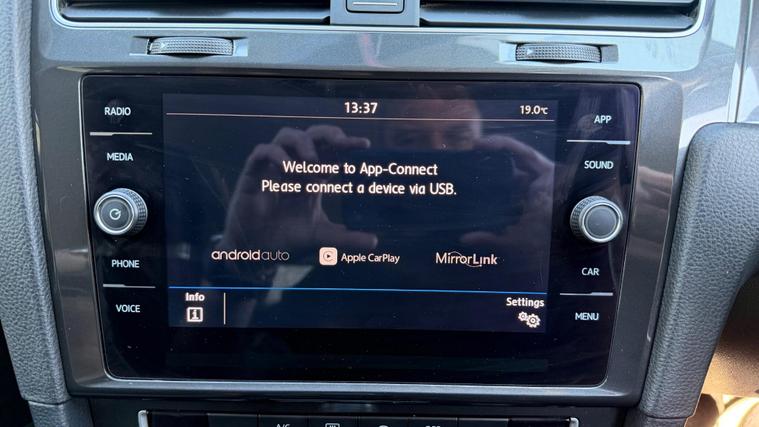 RADIO
MEDIA
PHONE
VOICE
13:37
19.0°C
Welcome to App-Connect
Please connect a device via USB.
androidauto
Apple CarPlay
MirrorLink
Info
Settings
APP
SOUND
CAR
MENU
A/C